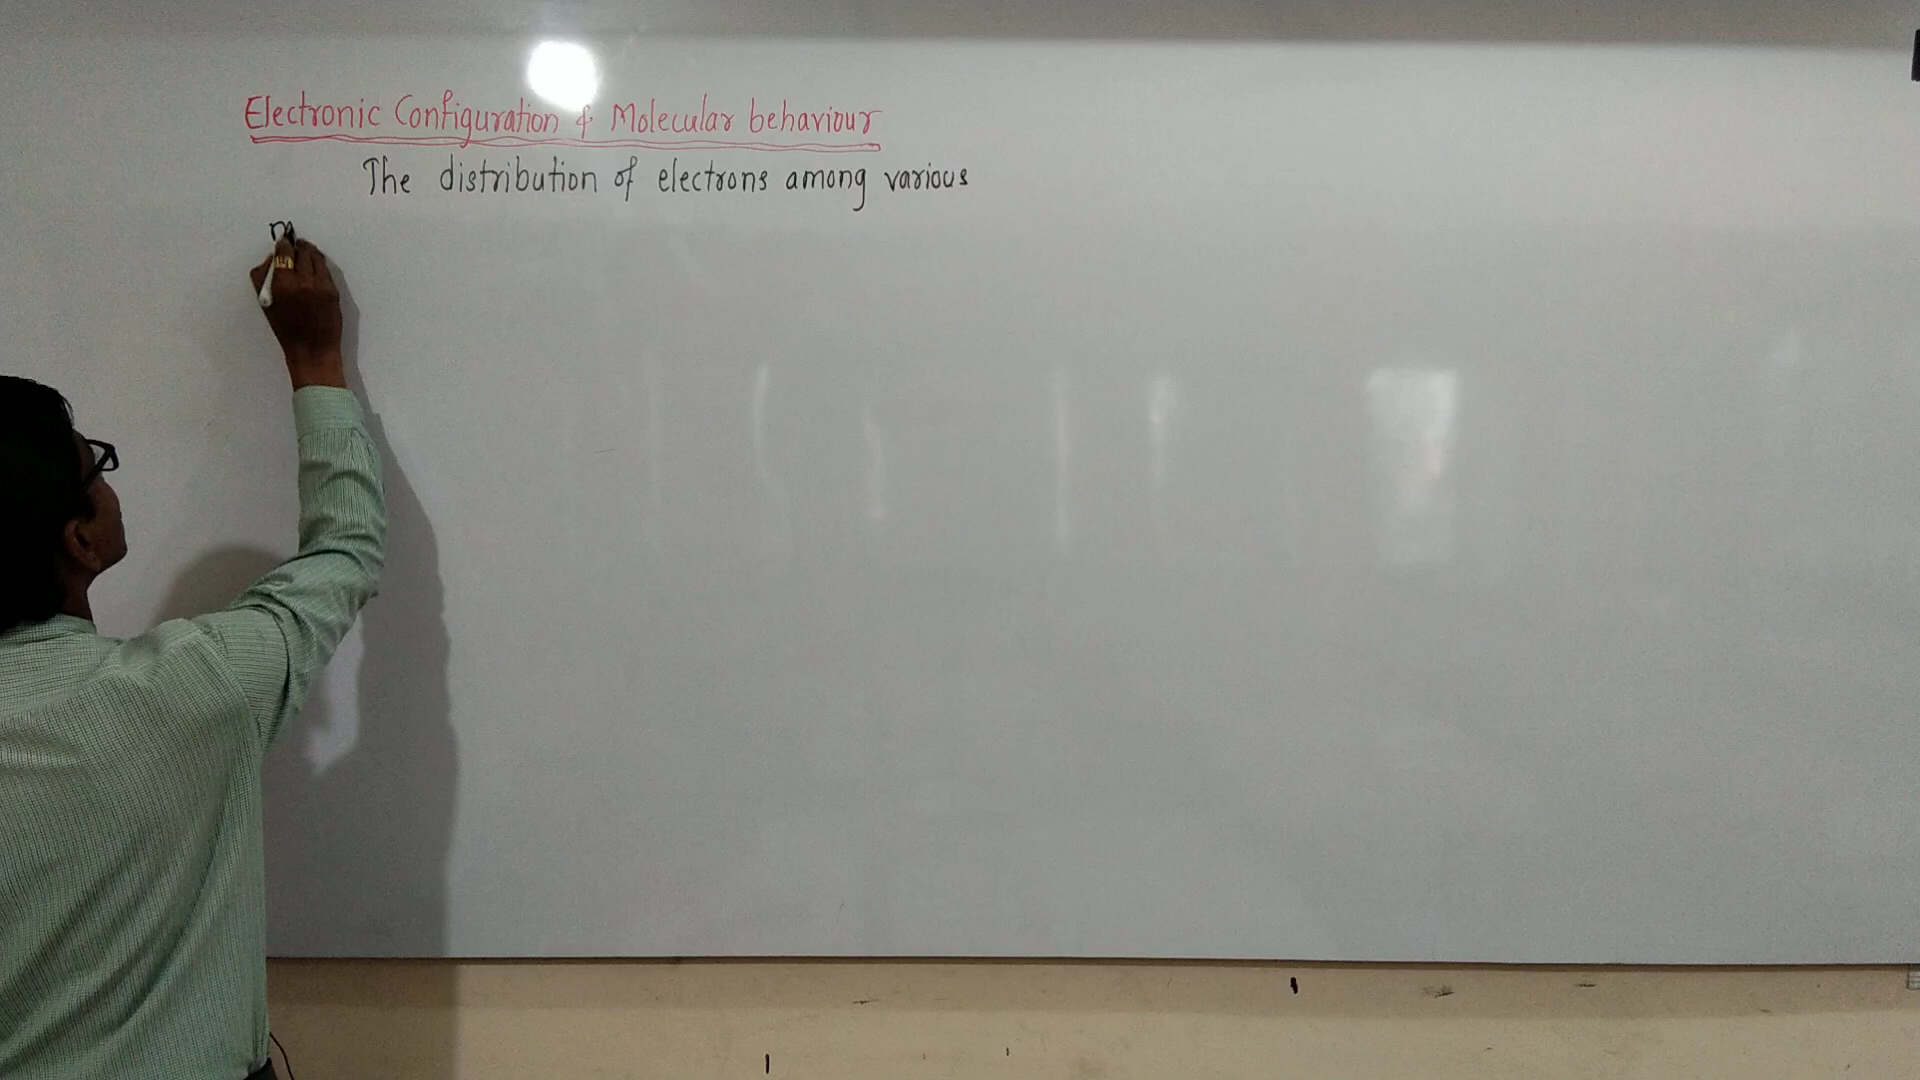 Electronic Configuration & Molecular behaviour
The distribution of electrons among various